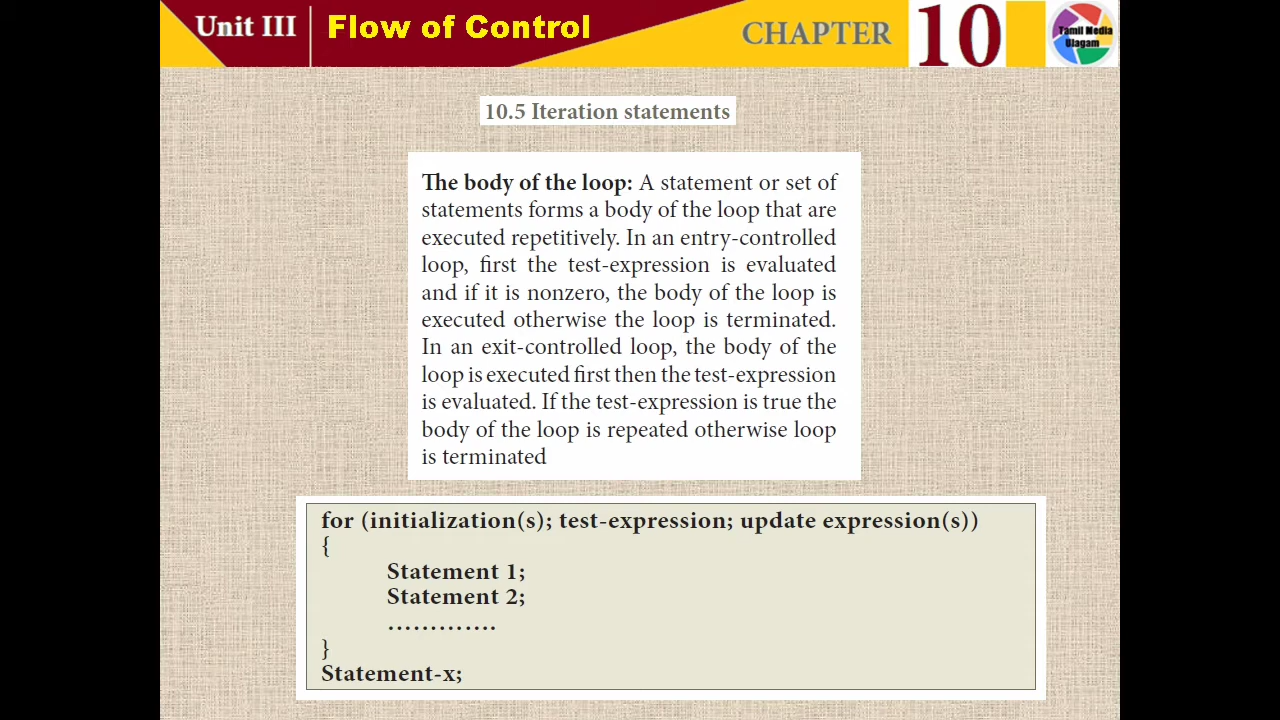 Unit III
Flow of Control
CHAPTER 10
Tamil Media
Ulagam
10.5 Iteration statements
The body of the loop: A statement or set of
statements forms a body of the loop that are
executed repetitively. In an entry-controlled
loop, first the test-expression is evaluated
and if it is nonzero, the body of the loop is
executed otherwise the loop is terminated.
In an exit-controlled loop, the body of the
loop is executed first then the test-expression
is evaluated. If the test-expression is true the
body of the loop is repeated otherwise loop
is terminated
for (initialization(s); test-expression; update expression(s))
{
Statement 1;
Statement 2;
………….
}
Statement-x;